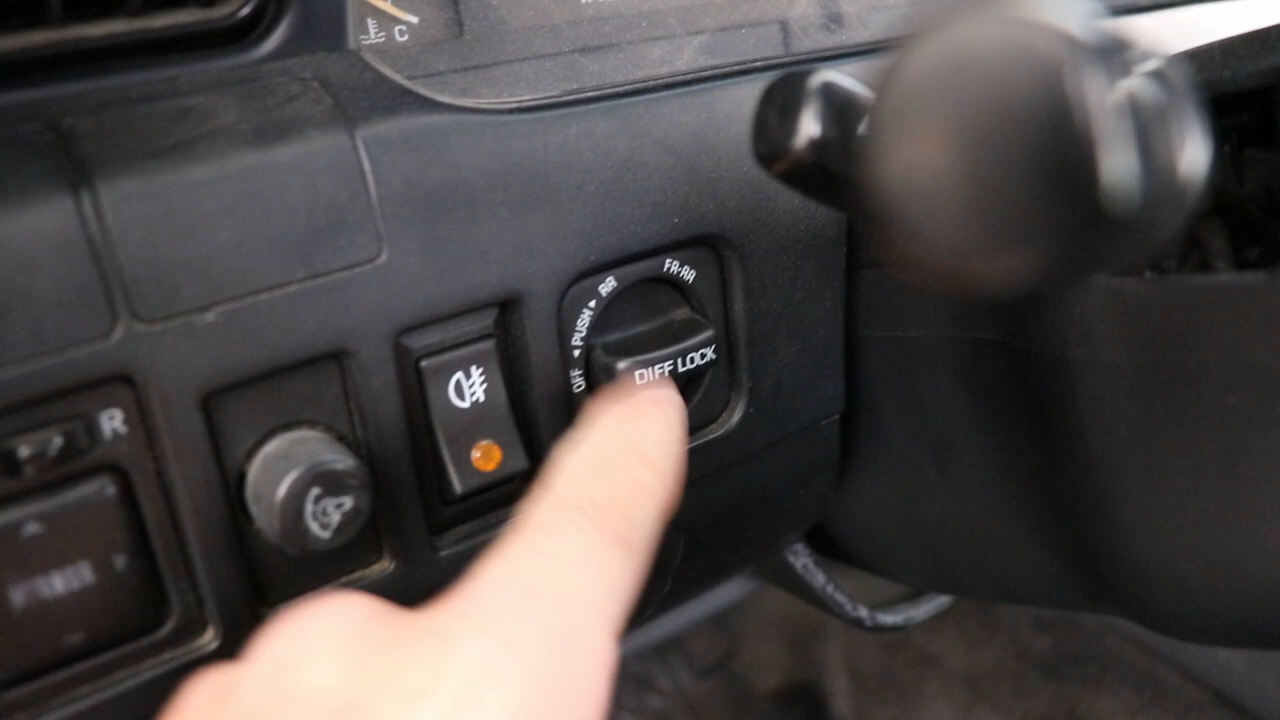 C
FR-RR
RR
◂ PUSH ▸
OFF
DIFF LOCK
R